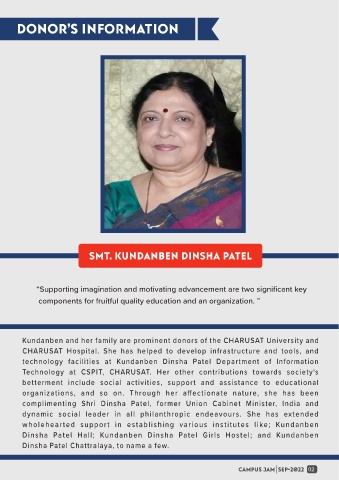 DONOR'S INFORMATION
SMT. KUNDANBEN DINSHA PATEL
“Supporting imagination and motivating advancement are two significant key
components for fruitful quality education and an organization. ”
Kundanben and her family are prominent donors of the CHARUSAT University and
CHARUSAT Hospital. She has helped to develop infrastructure and tools, and
technology facilities at Kundanben Dinsha Patel Department of Information
Technology at CSPIT, CHARUSAT. Her other contributions towards society's
betterment include social activities, support and assistance to educational
organizations, and so on. Through her affectionate nature, she has been
complimenting Shri Dinsha Patel, former Union Cabinet Minister, India and
dynamic social leader in all philanthropic endeavours. She has extended
wholehearted support in establishing various institutes like; Kundanben
Dinsha Patel Hall; Kundanben Dinsha Patel Girls Hostel; and Kundanben
Dinsha Patel Chattralaya, to name a few.
CAMPUS JAM | SEP-2022 02